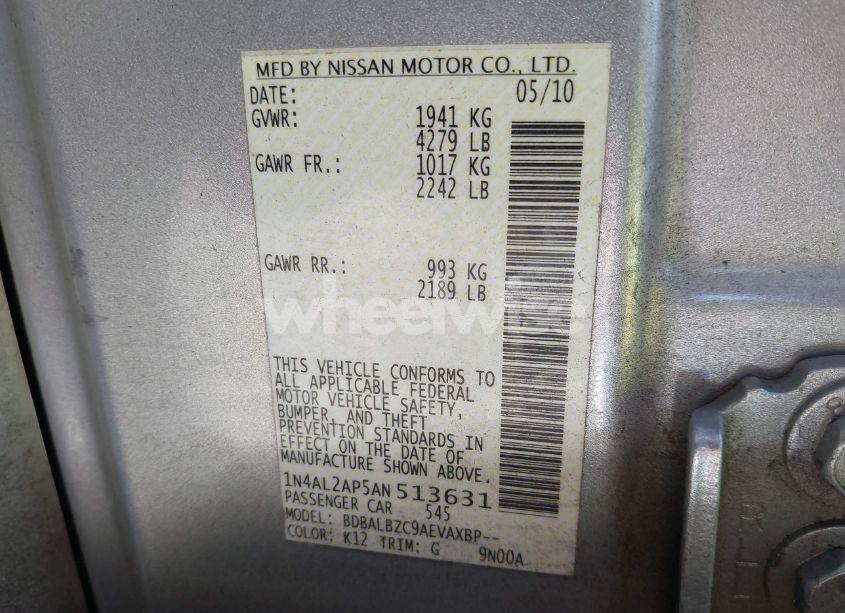 MFD BY NISSAN MOTOR CO., LTD.
DATE: 05/10
GVWR: 1941 KG
4279 LB
GAWR FR.: 1017 KG
2242 LB
GAWR RR.: 993 KG
2189 LB
wheelwise
THIS VEHICLE CONFORMS TO
ALL APPLICABLE FEDERAL
MOTOR VEHICLE SAFETY,
BUMPER, AND THEFT
PREVENTION STANDARDS IN
EFFECT ON THE DATE OF
MANUFACTURE SHOWN ABOVE.
1N4AL2AP5AN513631
PASSENGER CAR 545
MODEL: BDBALBZC9AEVAXBP--
COLOR: K12 TRIM: G 9N00A